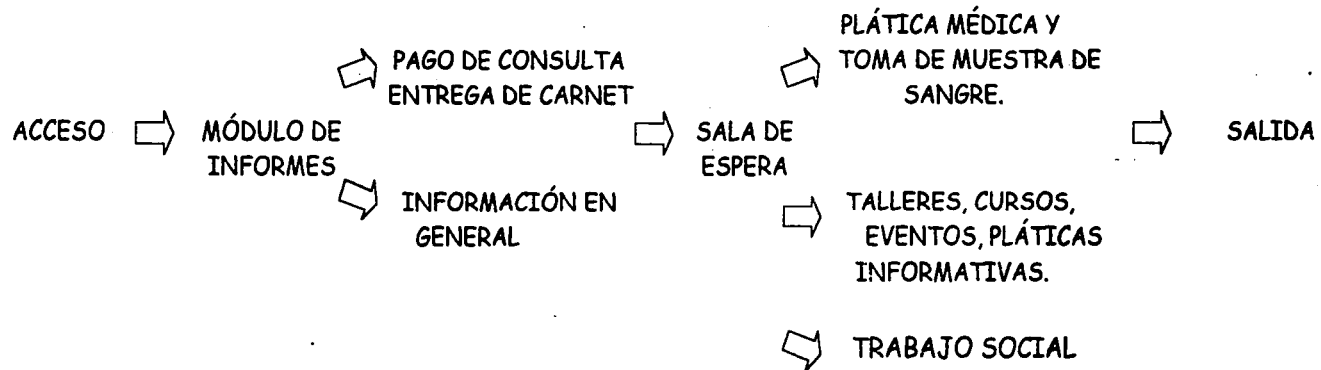 ACCESO
MÓDULO DE
INFORMES
PAGO DE CONSULTA
ENTREGA DE CARNET
INFORMACIÓN EN
GENERAL
SALA DE
ESPERA
PLÁTICA MÉDICA Y
TOMA DE MUESTRA DE
SANGRE.
TALLERES, CURSOS,
EVENTOS, PLÁTICAS
INFORMATIVAS.
TRABAJO SOCIAL
SALIDA